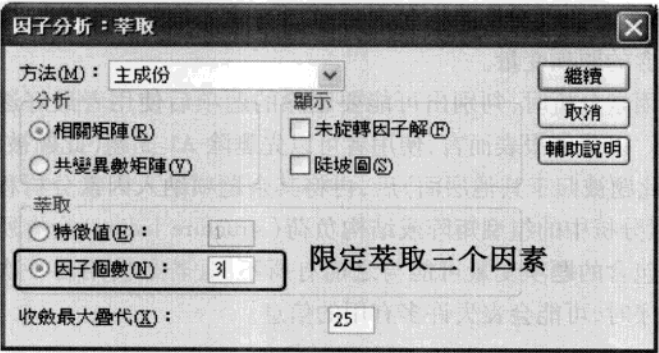 因子分析：萃取
方法(M)：主成份
繼續
分析
顯示
取消
相關矩陣(R)
未旋轉因子解(F)
輔助說明
共變異數矩陣(V)
陡坡圖(S)
萃取
特徵值(E)：
因子個數(N)： 3
限定萃取三个因素
收斂最大疊代(X)： 25